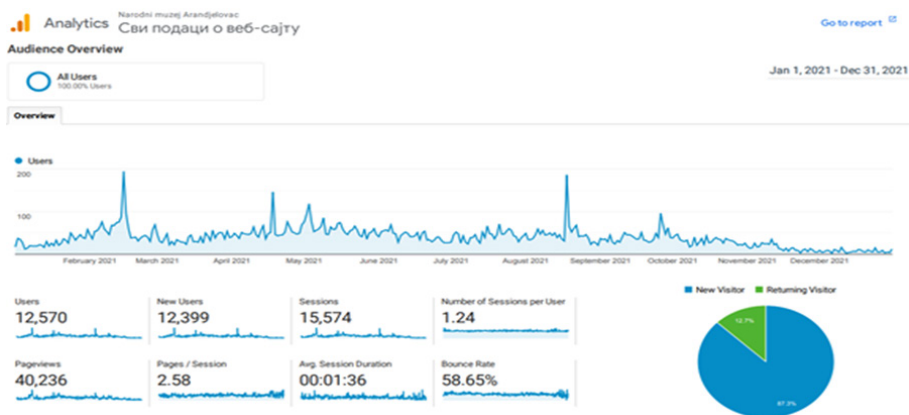 Analytics
Narodni muzej Arandjelovac
Сви подаци о веб-сајту
Go to report
Audience Overview
All Users
100.00% Users
Jan 1, 2021 - Dec 31, 2021
Overview
Users
200
100
February 2021 March 2021 April 2021 May 2021 June 2021 July 2021 August 2021 September 2021 October 2021 November 2021 December 2021
New Visitor Returning Visitor
Users New Users Sessions Number of Sessions per User
12,570 12,399 15,574 1.24
Pageviews Pages / Session Avg. Session Duration Bounce Rate
40,236 2.58 00:01:36 58.65%
12.7%
87.3%